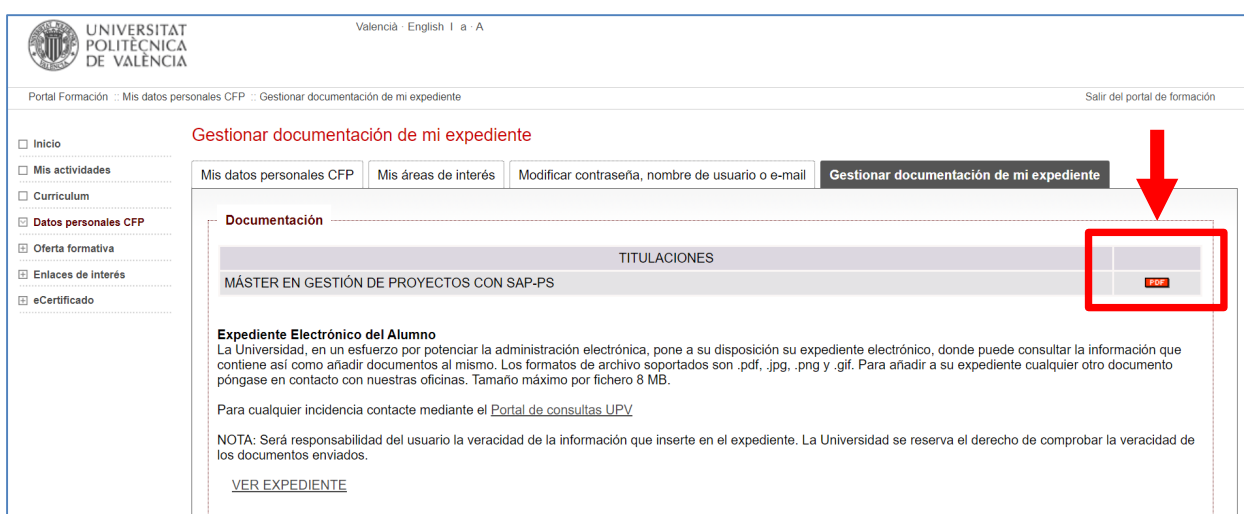 UNIVERSITAT
POLITÈCNICA
DE VALÈNCIA
Valencià · English I a · A
Portal Formación :: Mis datos personales CFP :: Gestionar documentación de mi expediente
Salir del portal de formación
Inicio
Mis actividades
Curriculum
Datos personales CFP
Oferta formativa
Enlaces de interés
eCertificado
Gestionar documentación de mi expediente
Mis datos personales CFP
Mis áreas de interés
Modificar contraseña, nombre de usuario o e-mail
Gestionar documentación de mi expediente
Documentación
TITULACIONES
MÁSTER EN GESTIÓN DE PROYECTOS CON SAP-PS
PDF
Expediente Electrónico del Alumno
La Universidad, en un esfuerzo por potenciar la administración electrónica, pone a su disposición su expediente electrónico, donde puede consultar la información que
contiene así como añadir documentos al mismo. Los formatos de archivo soportados son .pdf, .jpg, .png y .gif. Para añadir a su expediente cualquier otro documento
póngase en contacto con nuestras oficinas. Tamaño máximo por fichero 8 MB.
Para cualquier incidencia contacte mediante el Portal de consultas UPV
NOTA: Será responsabilidad del usuario la veracidad de la información que inserte en el expediente. La Universidad se reserva el derecho de comprobar la veracidad de
los documentos enviados.
VER EXPEDIENTE